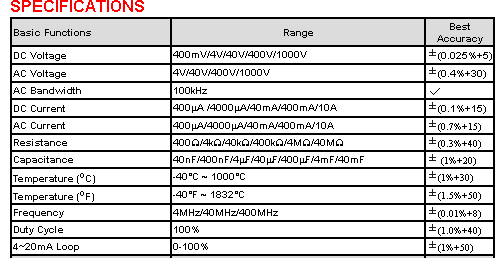 SPECIFICATIONS
Basic Functions Range Best Accuracy
DC Voltage 400mV/4V/40V/400V/1000V ±(0.025%+5)
AC Voltage 4V/40V/400V/1000V ±(0.4%+30)
AC Bandwidth 100kHz ✓
DC Current 400µA /4000µA/40mA/400mA/10A ±(0.1%+15)
AC Current 400µA/4000µA/40mA/400mA/10A ±(0.7%+15)
Resistance 400Ω/4kΩ/40kΩ/400kΩ/4MΩ/40MΩ ±(0.3%+40)
Capacitance 40nF/400nF/4µF/40µF/400µF/4mF/40mF ± (1%+20)
Temperature (°C) -40°C ~ 1000°C ±(1%+30)
Temperature (°F) -40°F ~ 1832°C ±(1.5%+50)
Frequency 4MHz/40MHz/400MHz ±(0.01%+8)
Duty Cycle 100% ±(1.0%+40)
4~20mA Loop 0-100% ±(1%+50)